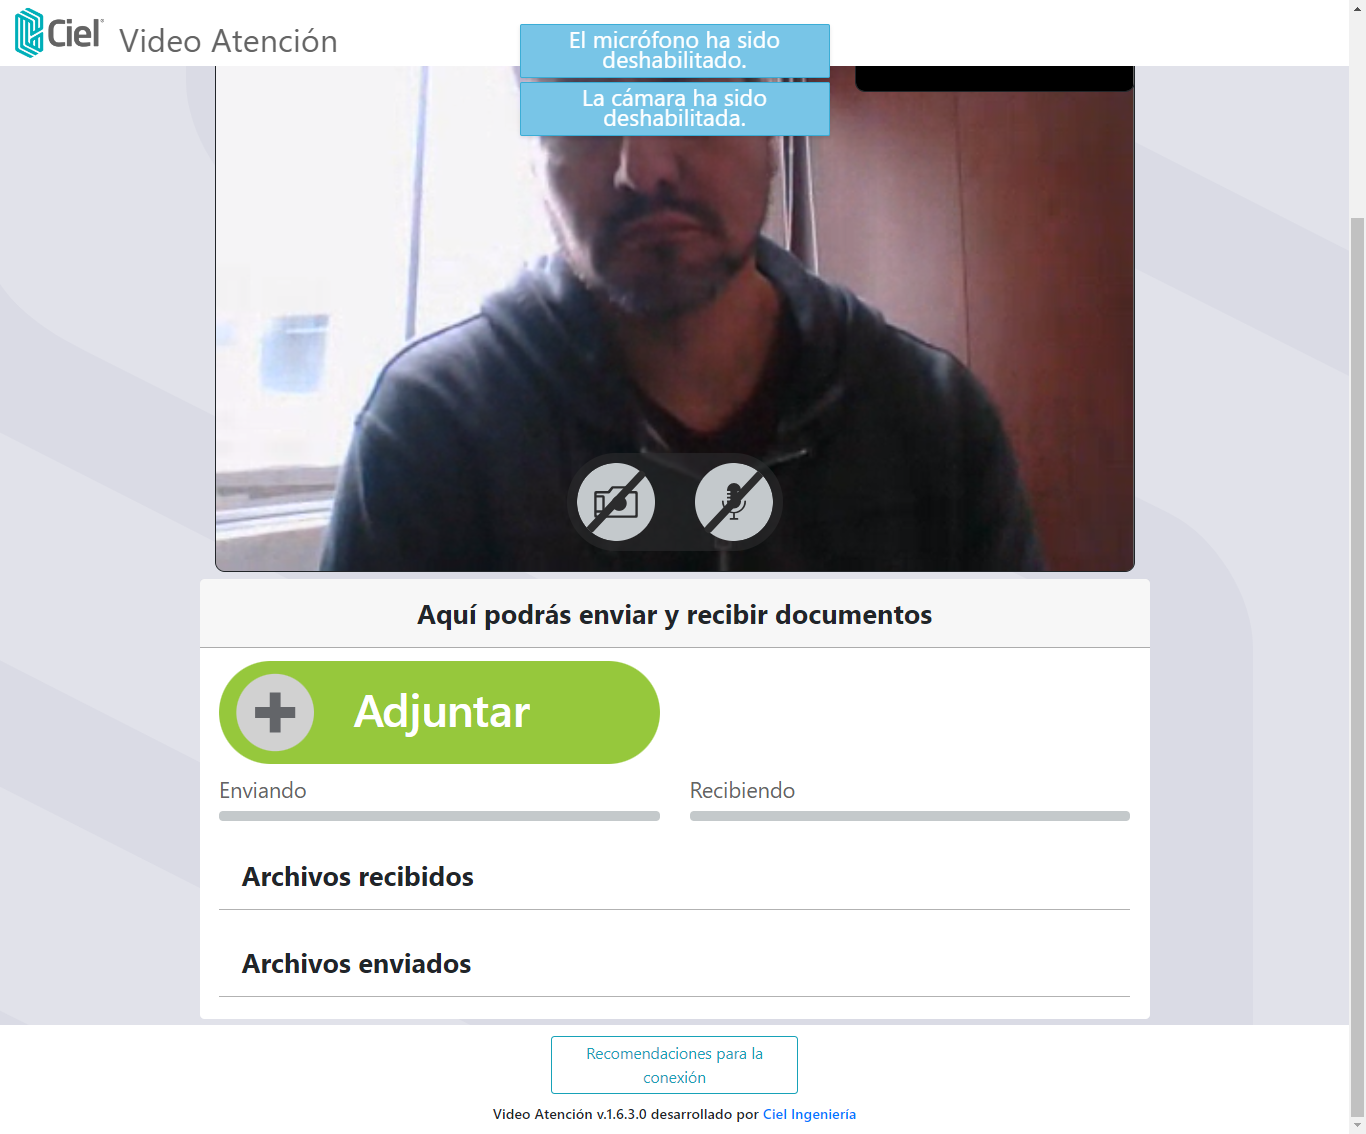 Ciel®
Video Atención
El micrófono ha sido
deshabilitado.
La cámara ha sido
deshabilitada.
Aquí podrás enviar y recibir documentos
Adjuntar
Enviando
Recibiendo
Archivos recibidos
Archivos enviados
Recomendaciones para la
conexión
Video Atención v.1.6.3.0 desarrollado por Ciel Ingeniería